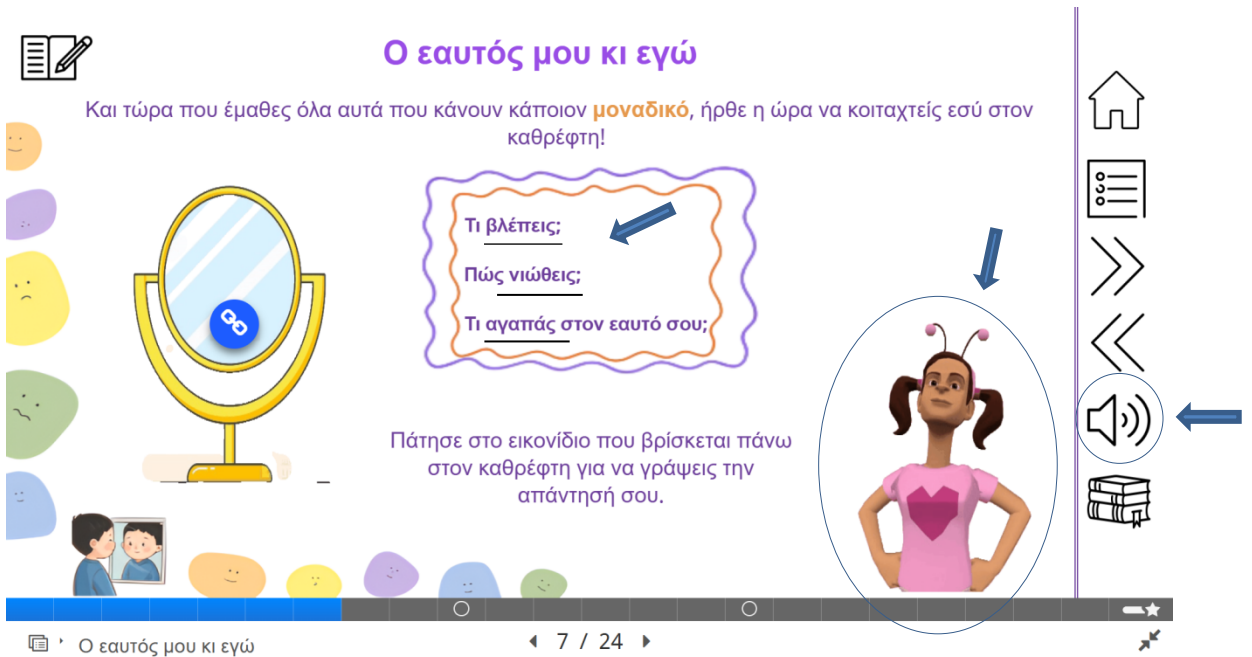 Ο εαυτός μου κι εγώ
Και τώρα που έμαθες όλα αυτά που κάνουν κάποιον μοναδικό, ήρθε η ώρα να κοιταχτείς εσύ στον
καθρέφτη!
Τι βλέπεις;
Πώς νιώθεις;
Τι αγαπάς στον εαυτό σου;
Πάτησε στο εικονίδιο που βρίσκεται πάνω
στον καθρέφτη για να γράψεις την
απάντησή σου.
Ο εαυτός μου κι εγώ
7 / 24